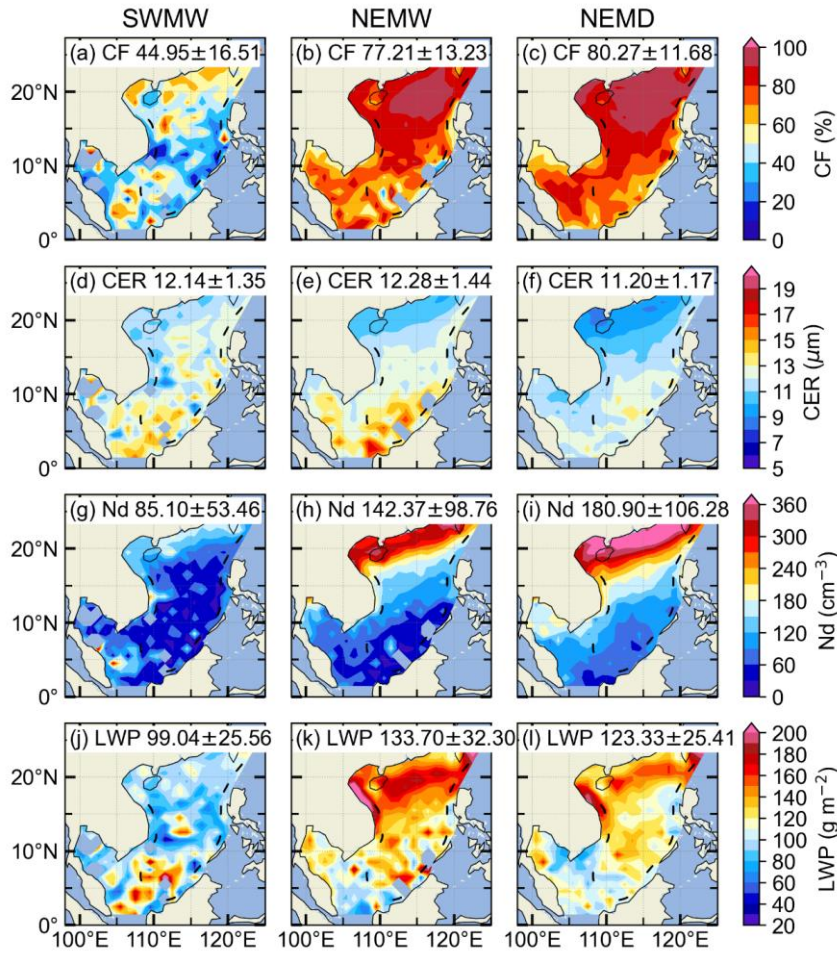 SWMW NEMW NEMD
(a) CF 44.95±16.51 (b) CF 77.21±13.23 (c) CF 80.27±11.68
20°N
10°N
0°
100
80
60
40
20
0
CF (%)
(d) CER 12.14±1.35 (e) CER 12.28±1.44 (f) CER 11.20±1.17
20°N
10°N
0°
19
17
15
14
13
11
9
7
5
CER (μm)
(g) Nd 85.10±53.46 (h) Nd 142.37±98.76 (i) Nd 180.90±106.28
20°N
10°N
0°
360
300
240
180
120
60
0
Nd (cm⁻³)
(j) LWP 99.04±25.56 (k) LWP 133.70±32.30 (l) LWP 123.33±25.41
20°N
10°N
0°
200
180
160
140
120
100
80
60
40
20
LWP (g m⁻²)
100°E 110°E 120°E 100°E 110°E 120°E 100°E 110°E 120°E